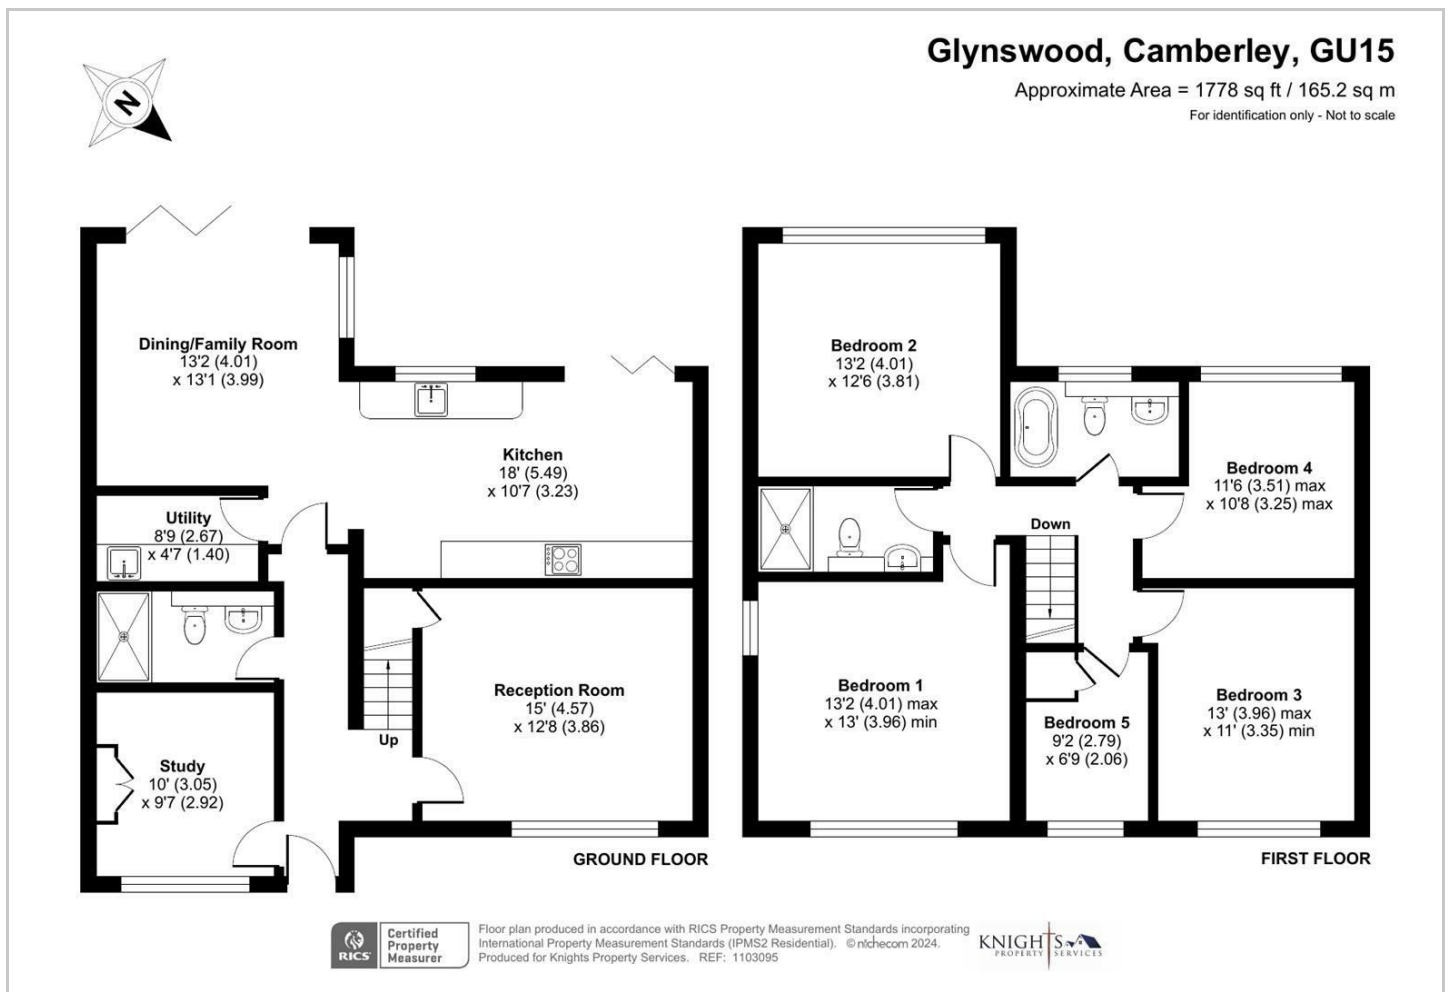 Glynswood, Camberley, GU15
Approximate Area = 1778 sq ft / 165.2 sq m
For identification only - Not to scale
N
Dining/Family Room
13'2 (4.01)
x 13'1 (3.99)
Kitchen
18' (5.49)
x 10'7 (3.23)
Utility
8'9 (2.67)
x 4'7 (1.40)
Reception Room
15' (4.57)
x 12'8 (3.86)
Up
Study
10' (3.05)
x 9'7 (2.92)
GROUND FLOOR
Bedroom 2
13'2 (4.01)
x 12'6 (3.81)
Bedroom 4
11'6 (3.51) max
x 10'8 (3.25) max
Down
Bedroom 1
13'2 (4.01) max
x 13' (3.96) min
Bedroom 5
9'2 (2.79)
x 6'9 (2.06)
Bedroom 3
13' (3.96) max
x 11' (3.35) min
FIRST FLOOR
RICS
Certified
Property
Measurer
Floor plan produced in accordance with RICS Property Measurement Standards incorporating
International Property Measurement Standards (IPMS2 Residential). © nichecom 2024.
Produced for Knights Property Services. REF: 1103095
KNIGHTS
PROPERTY SERVICES